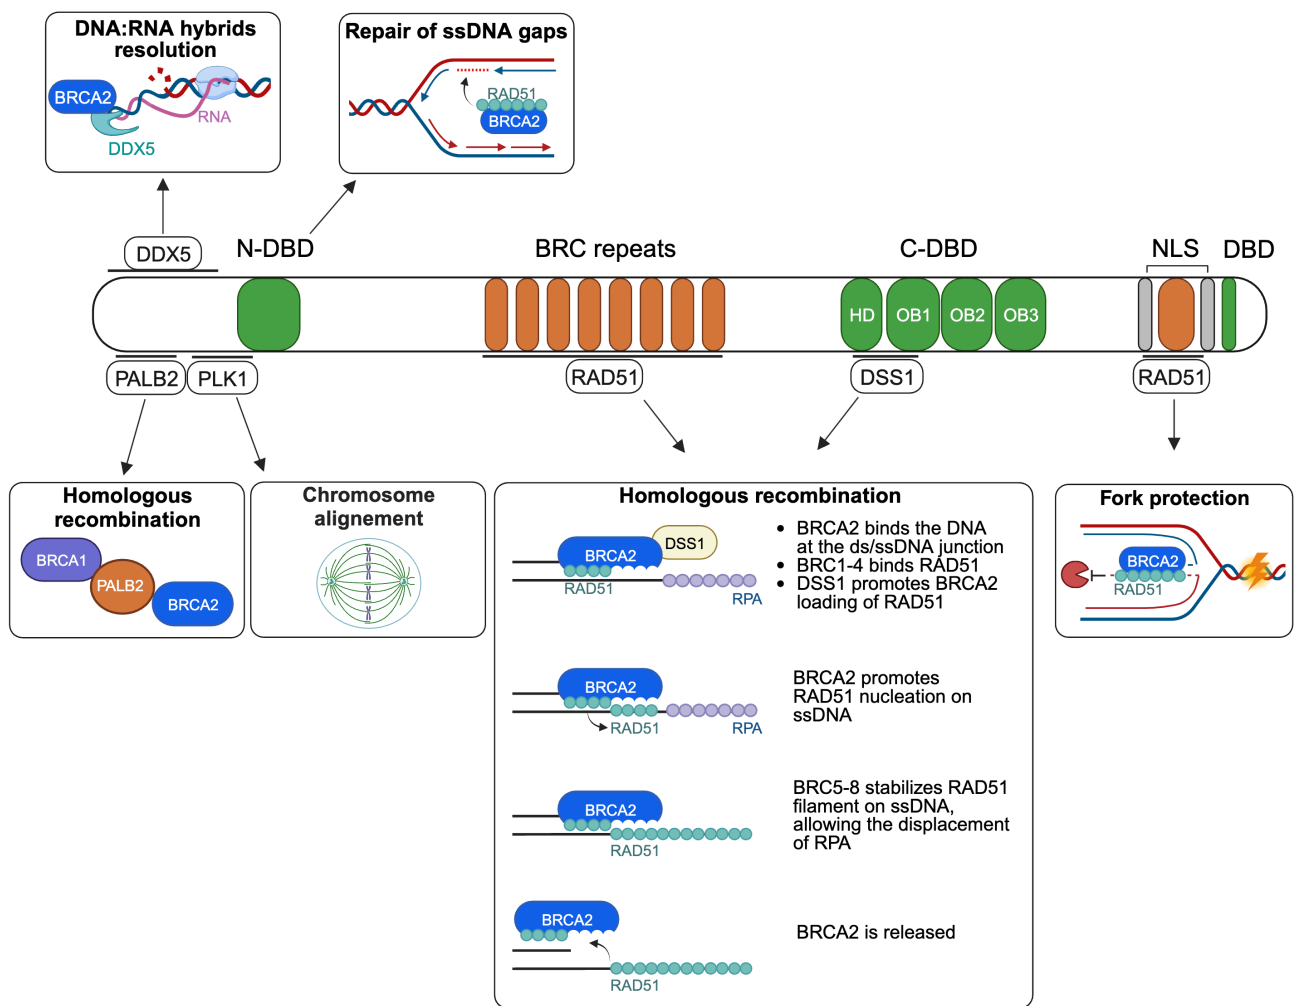 DNA:RNA hybrids
resolution
BRCA2
RNA
DDX5
Repair of ssDNA gaps
RAD51
BRCA2
DDX5
N-DBD
BRC repeats
C-DBD
NLS
DBD
HD
OB1
OB2
OB3
PALB2
PLK1
RAD51
DSS1
RAD51
Homologous
recombination
BRCA1
PALB2
BRCA2
Chromosome
alignement
Homologous recombination
BRCA2
DSS1
RAD51
RPA
• BRCA2 binds the DNA
at the ds/ssDNA junction
• BRC1-4 binds RAD51
• DSS1 promotes BRCA2
loading of RAD51
BRCA2
RAD51
RPA
BRCA2 promotes
RAD51 nucleation on
ssDNA
BRCA2
RAD51
BRC5-8 stabilizes RAD51
filament on ssDNA,
allowing the displacement
of RPA
BRCA2
RAD51
BRCA2 is released
Fork protection
BRCA2
RAD51